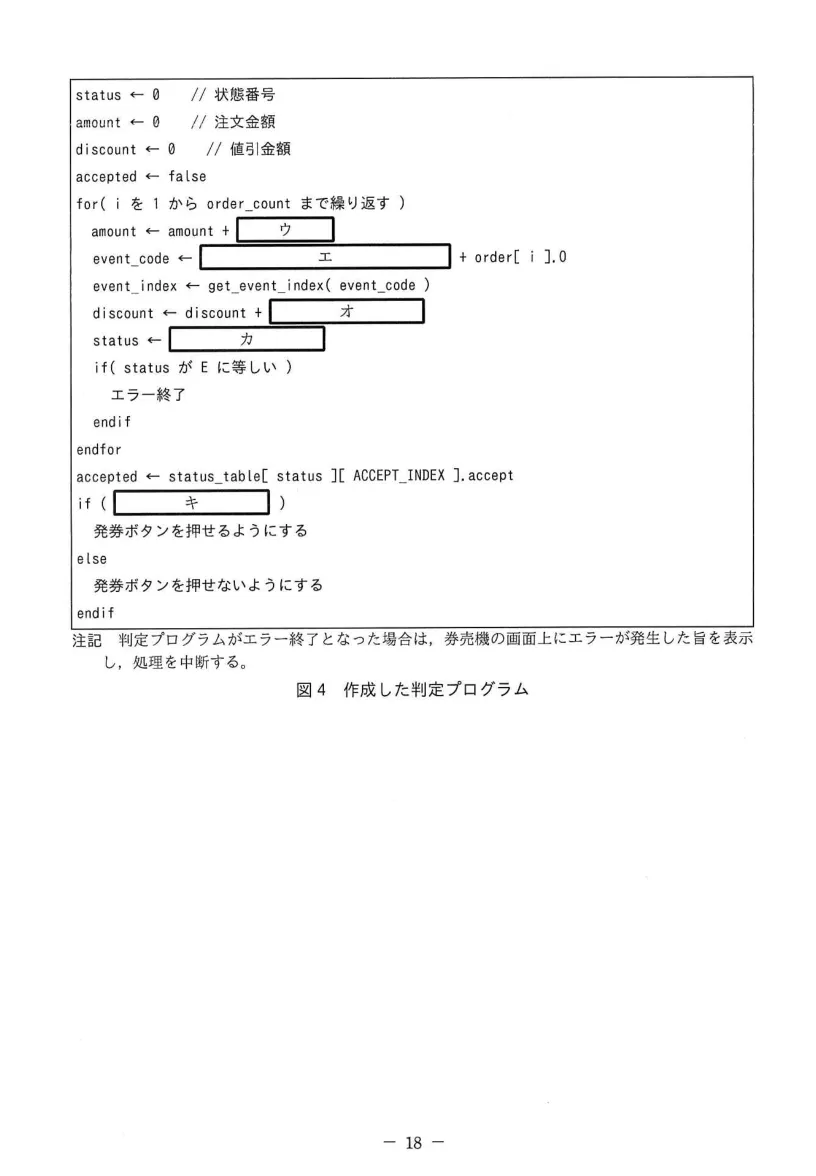 status ← 0 // 状態番号
amount ← 0 // 注文金額
discount ← 0 // 値引金額
accepted ← false
for( i を 1 から order_count まで繰り返す )
amount ← amount + ウ
event_code ← エ + order[ i ].O
event_index ← get_event_index( event_code )
discount ← discount + オ
status ← カ
if( status が E に等しい )
エラー終了
endif
endfor
accepted ← status_table[ status ][ ACCEPT_INDEX ].accept
if ( キ )
発券ボタンを押せるようにする
else
発券ボタンを押せないようにする
endif
注記 判定プログラムがエラー終了となった場合は，券売機の画面上にエラーが発生した旨を表示
し，処理を中断する。
図4 作成した判定プログラム
－ 18 －